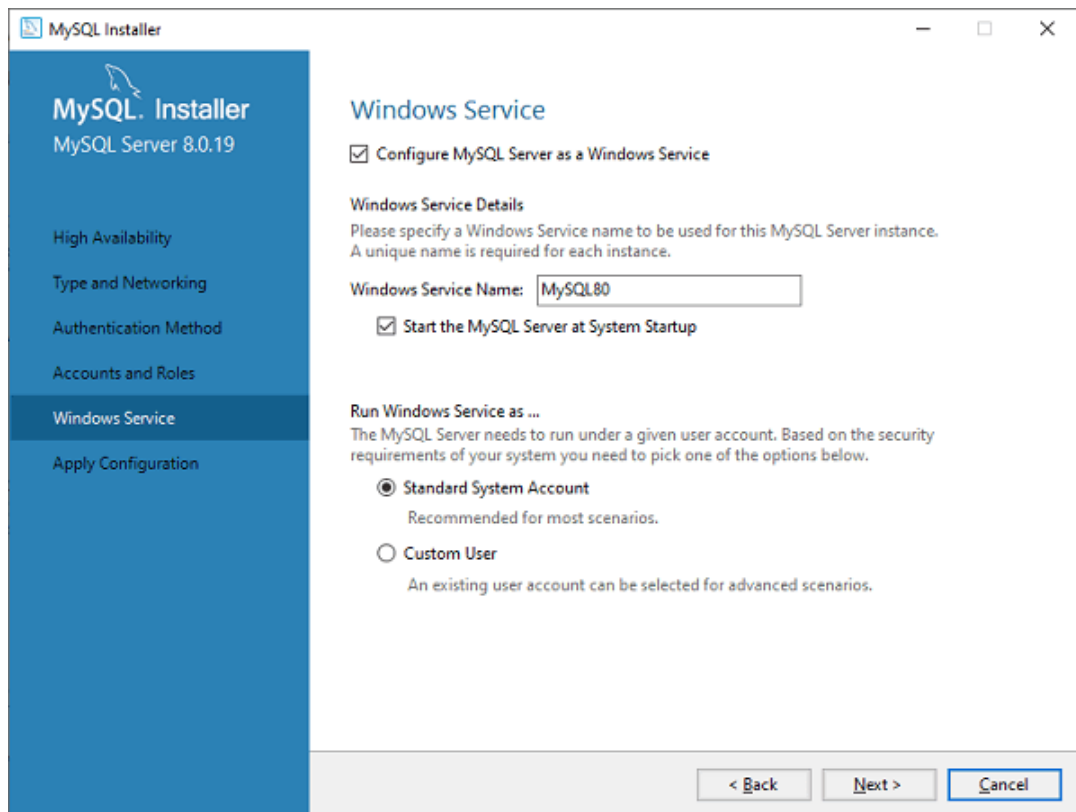 MySQL Installer
MySQL. Installer
MySQL Server 8.0.19
High Availability
Type and Networking
Authentication Method
Accounts and Roles
Windows Service
Apply Configuration
Windows Service
Configure MySQL Server as a Windows Service
Windows Service Details
Please specify a Windows Service name to be used for this MySQL Server instance.
A unique name is required for each instance.
Windows Service Name: MySQL80
Start the MySQL Server at System Startup
Run Windows Service as ...
The MySQL Server needs to run under a given user account. Based on the security
requirements of your system you need to pick one of the options below.
Standard System Account
Recommended for most scenarios.
Custom User
An existing user account can be selected for advanced scenarios.
< Back Next > Cancel